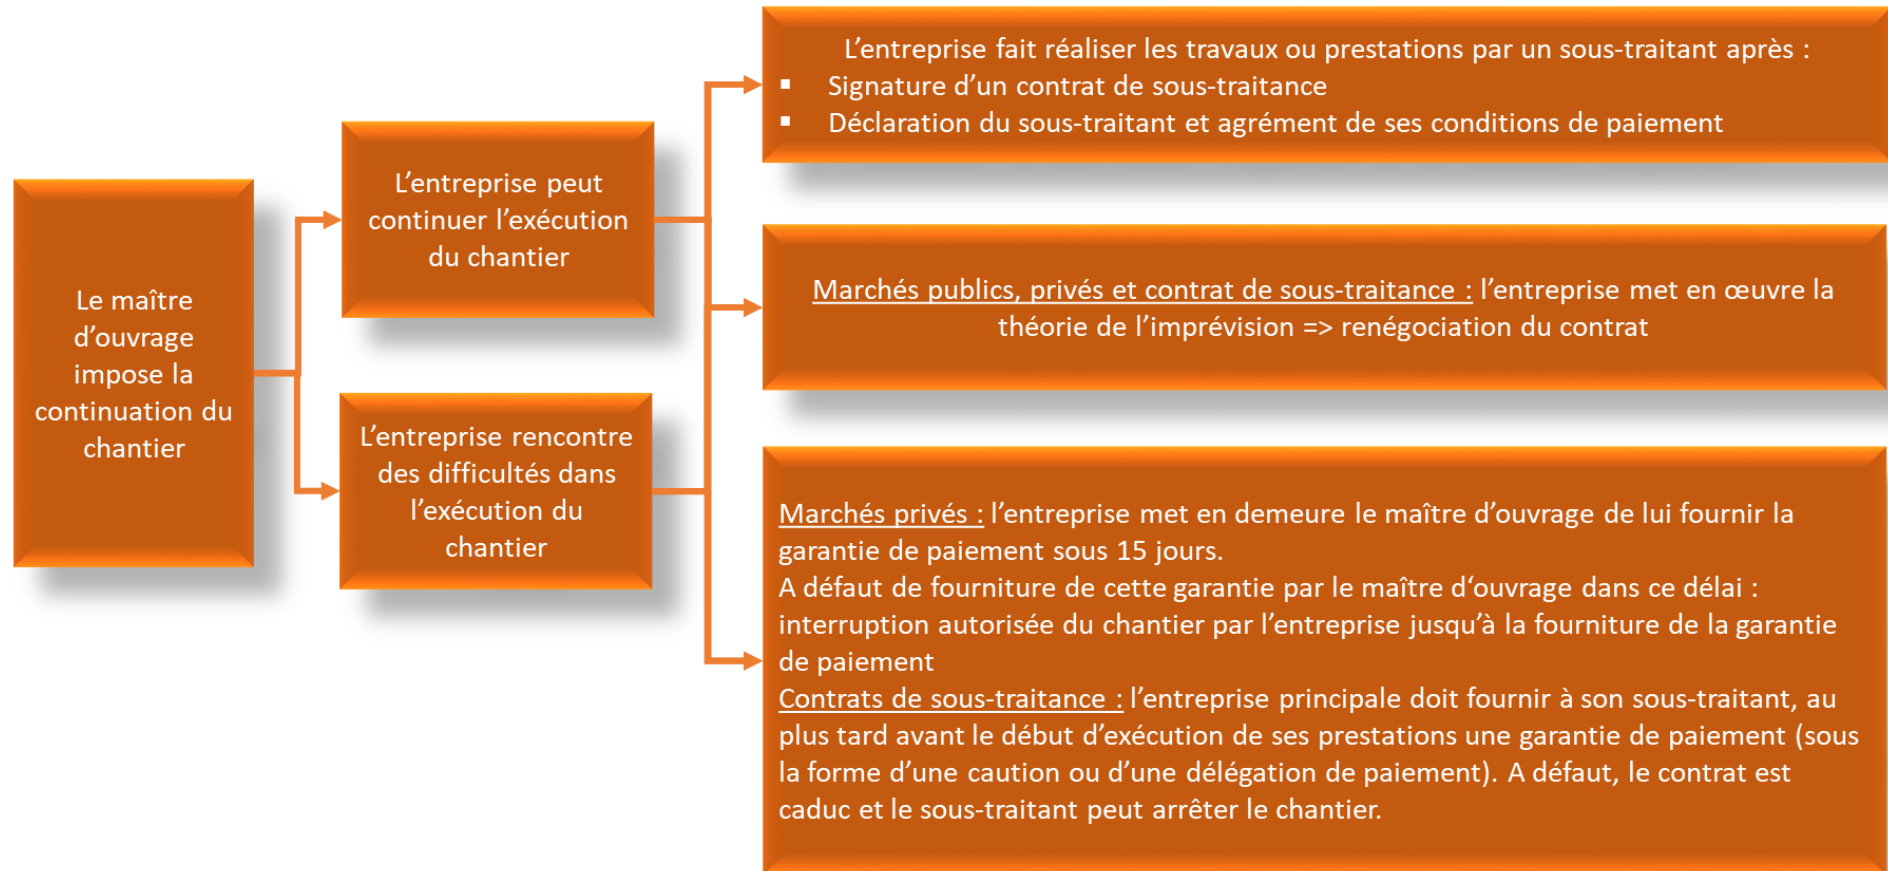 Le maître
d’ouvrage
impose la
continuation du
chantier
L’entreprise peut
continuer l’exécution
du chantier
L’entreprise rencontre
des difficultés dans
l’exécution du
chantier
L’entreprise fait réaliser les travaux ou prestations par un sous-traitant après :
▪ Signature d’un contrat de sous-traitance
▪ Déclaration du sous-traitant et agrément de ses conditions de paiement
Marchés publics, privés et contrat de sous-traitance : l’entreprise met en œuvre la
théorie de l’imprévision => renégociation du contrat
Marchés privés : l’entreprise met en demeure le maître d’ouvrage de lui fournir la
garantie de paiement sous 15 jours.
A défaut de fourniture de cette garantie par le maître d‘ouvrage dans ce délai :
interruption autorisée du chantier par l’entreprise jusqu’à la fourniture de la garantie
de paiement
Contrats de sous-traitance : l’entreprise principale doit fournir à son sous-traitant, au
plus tard avant le début d’exécution de ses prestations une garantie de paiement (sous
la forme d’une caution ou d’une délégation de paiement). A défaut, le contrat est
caduc et le sous-traitant peut arrêter le chantier.